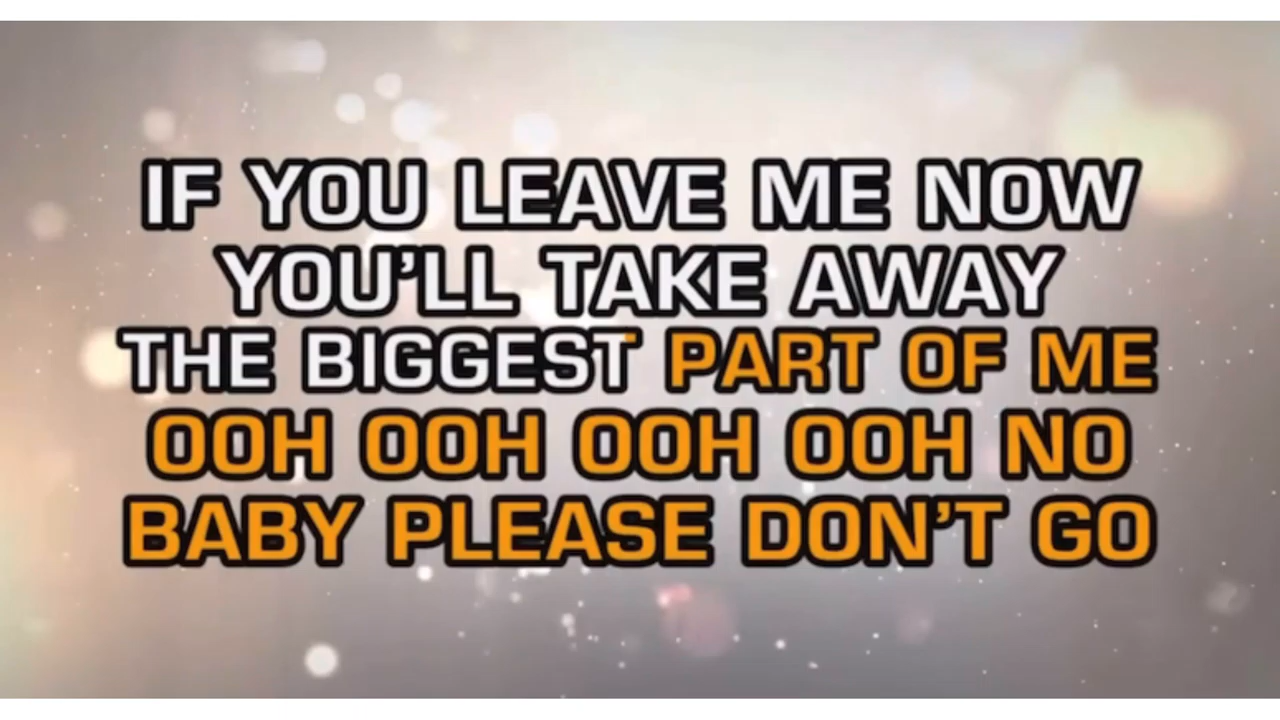 IF YOU LEAVE ME NOW
YOU'LL TAKE AWAY
THE BIGGEST PART OF ME
OOH OOH OOH OOH NO
BABY PLEASE DON'T GO